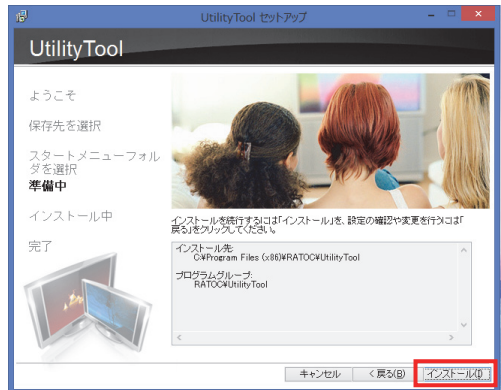 UtilityTool セットアップ
UtilityTool
ようこそ
保存先を選択
スタートメニューフォル
ダを選択
準備中
インストール中
完了
インストールを続行するには「インストール」を、設定の確認や変更を行うには「
戻る」をクリックしてください。
インストール先:
C:¥Program Files (x86)¥RATOC¥UtilityTool
プログラムグループ:
RATOC¥UtilityTool
キャンセル
< 戻る(B)
インストール(I)